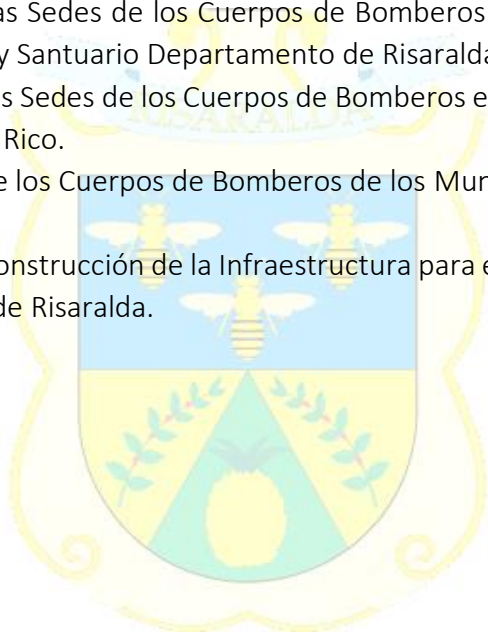 as Sedes de los Cuerpos de Bomberos
y Santuario Departamento de Risaralda
s Sedes de los Cuerpos de Bomberos e
Rico.
e los Cuerpos de Bomberos de los Mun
onstrucción de la Infraestructura para e
de Risaralda.
RISARALDA